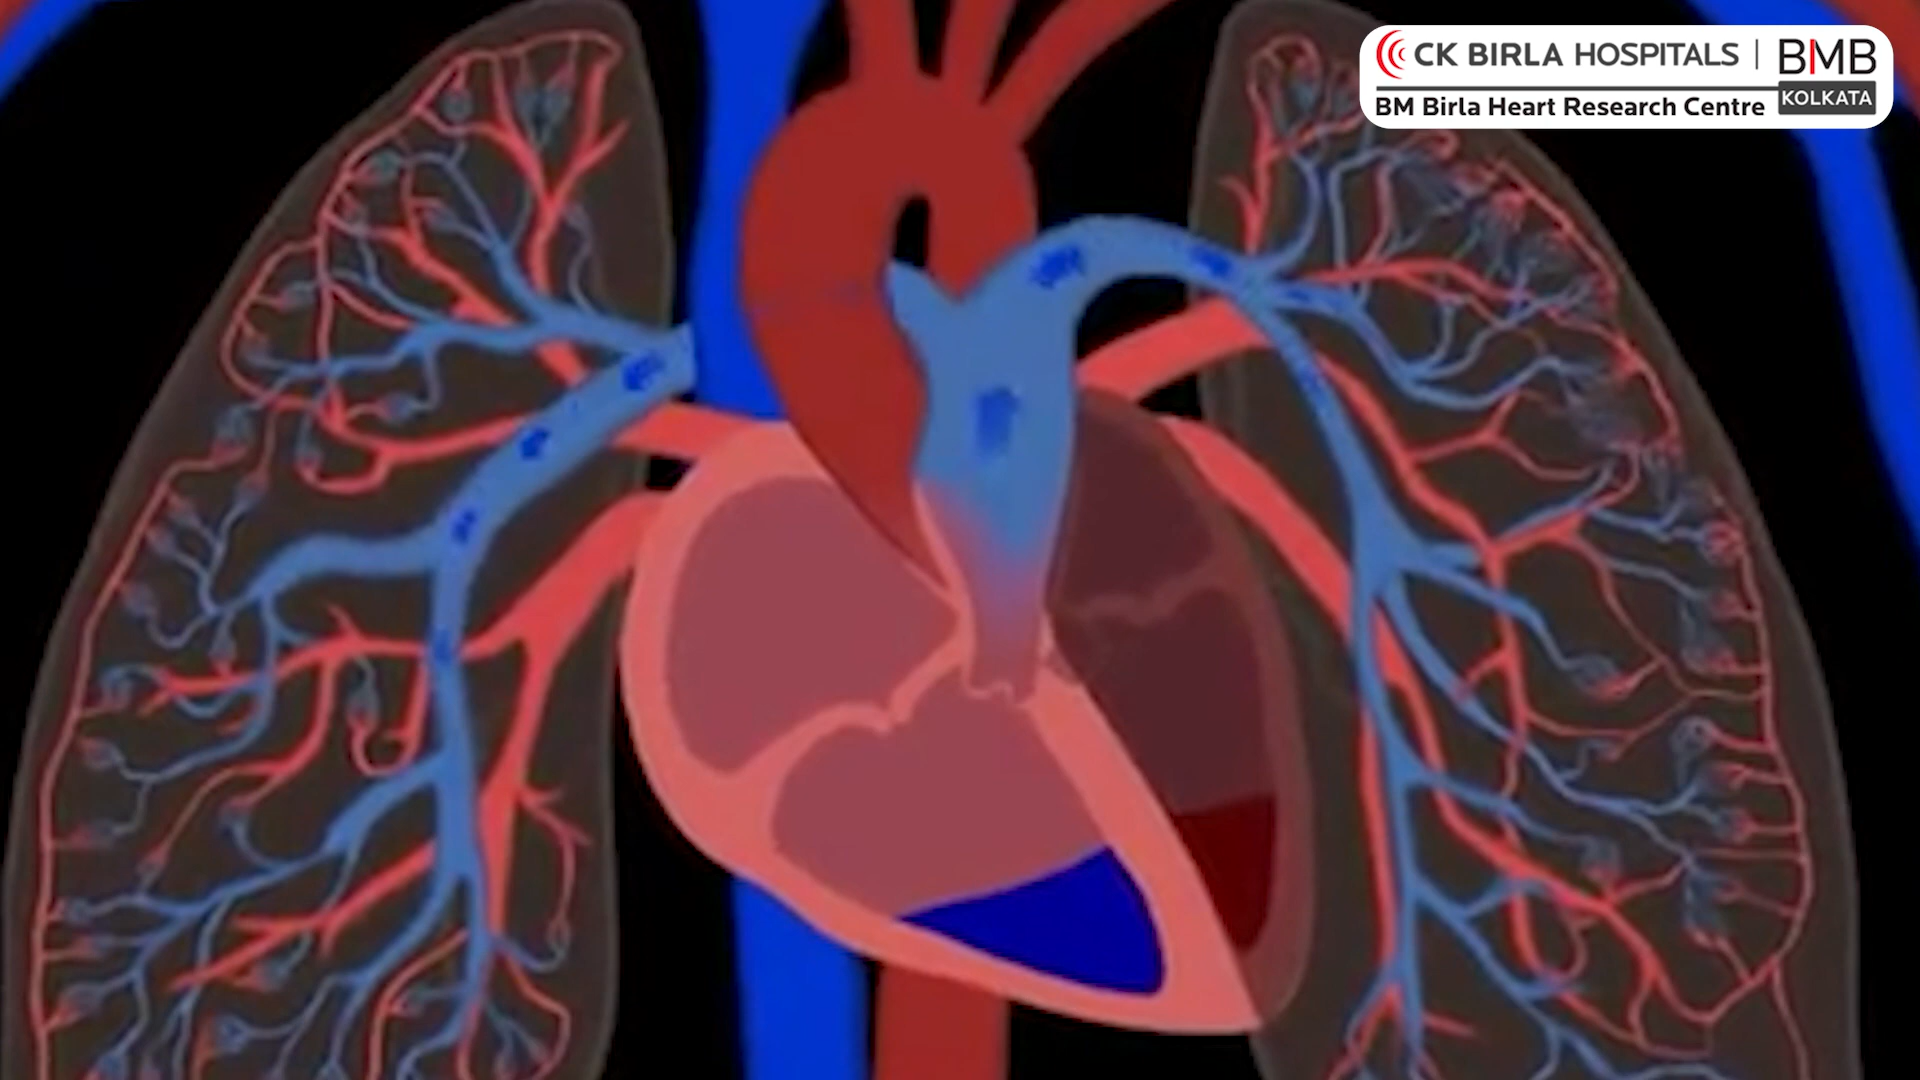 CK BIRLA HOSPITALS | BMB
BM Birla Heart Research Centre KOLKATA